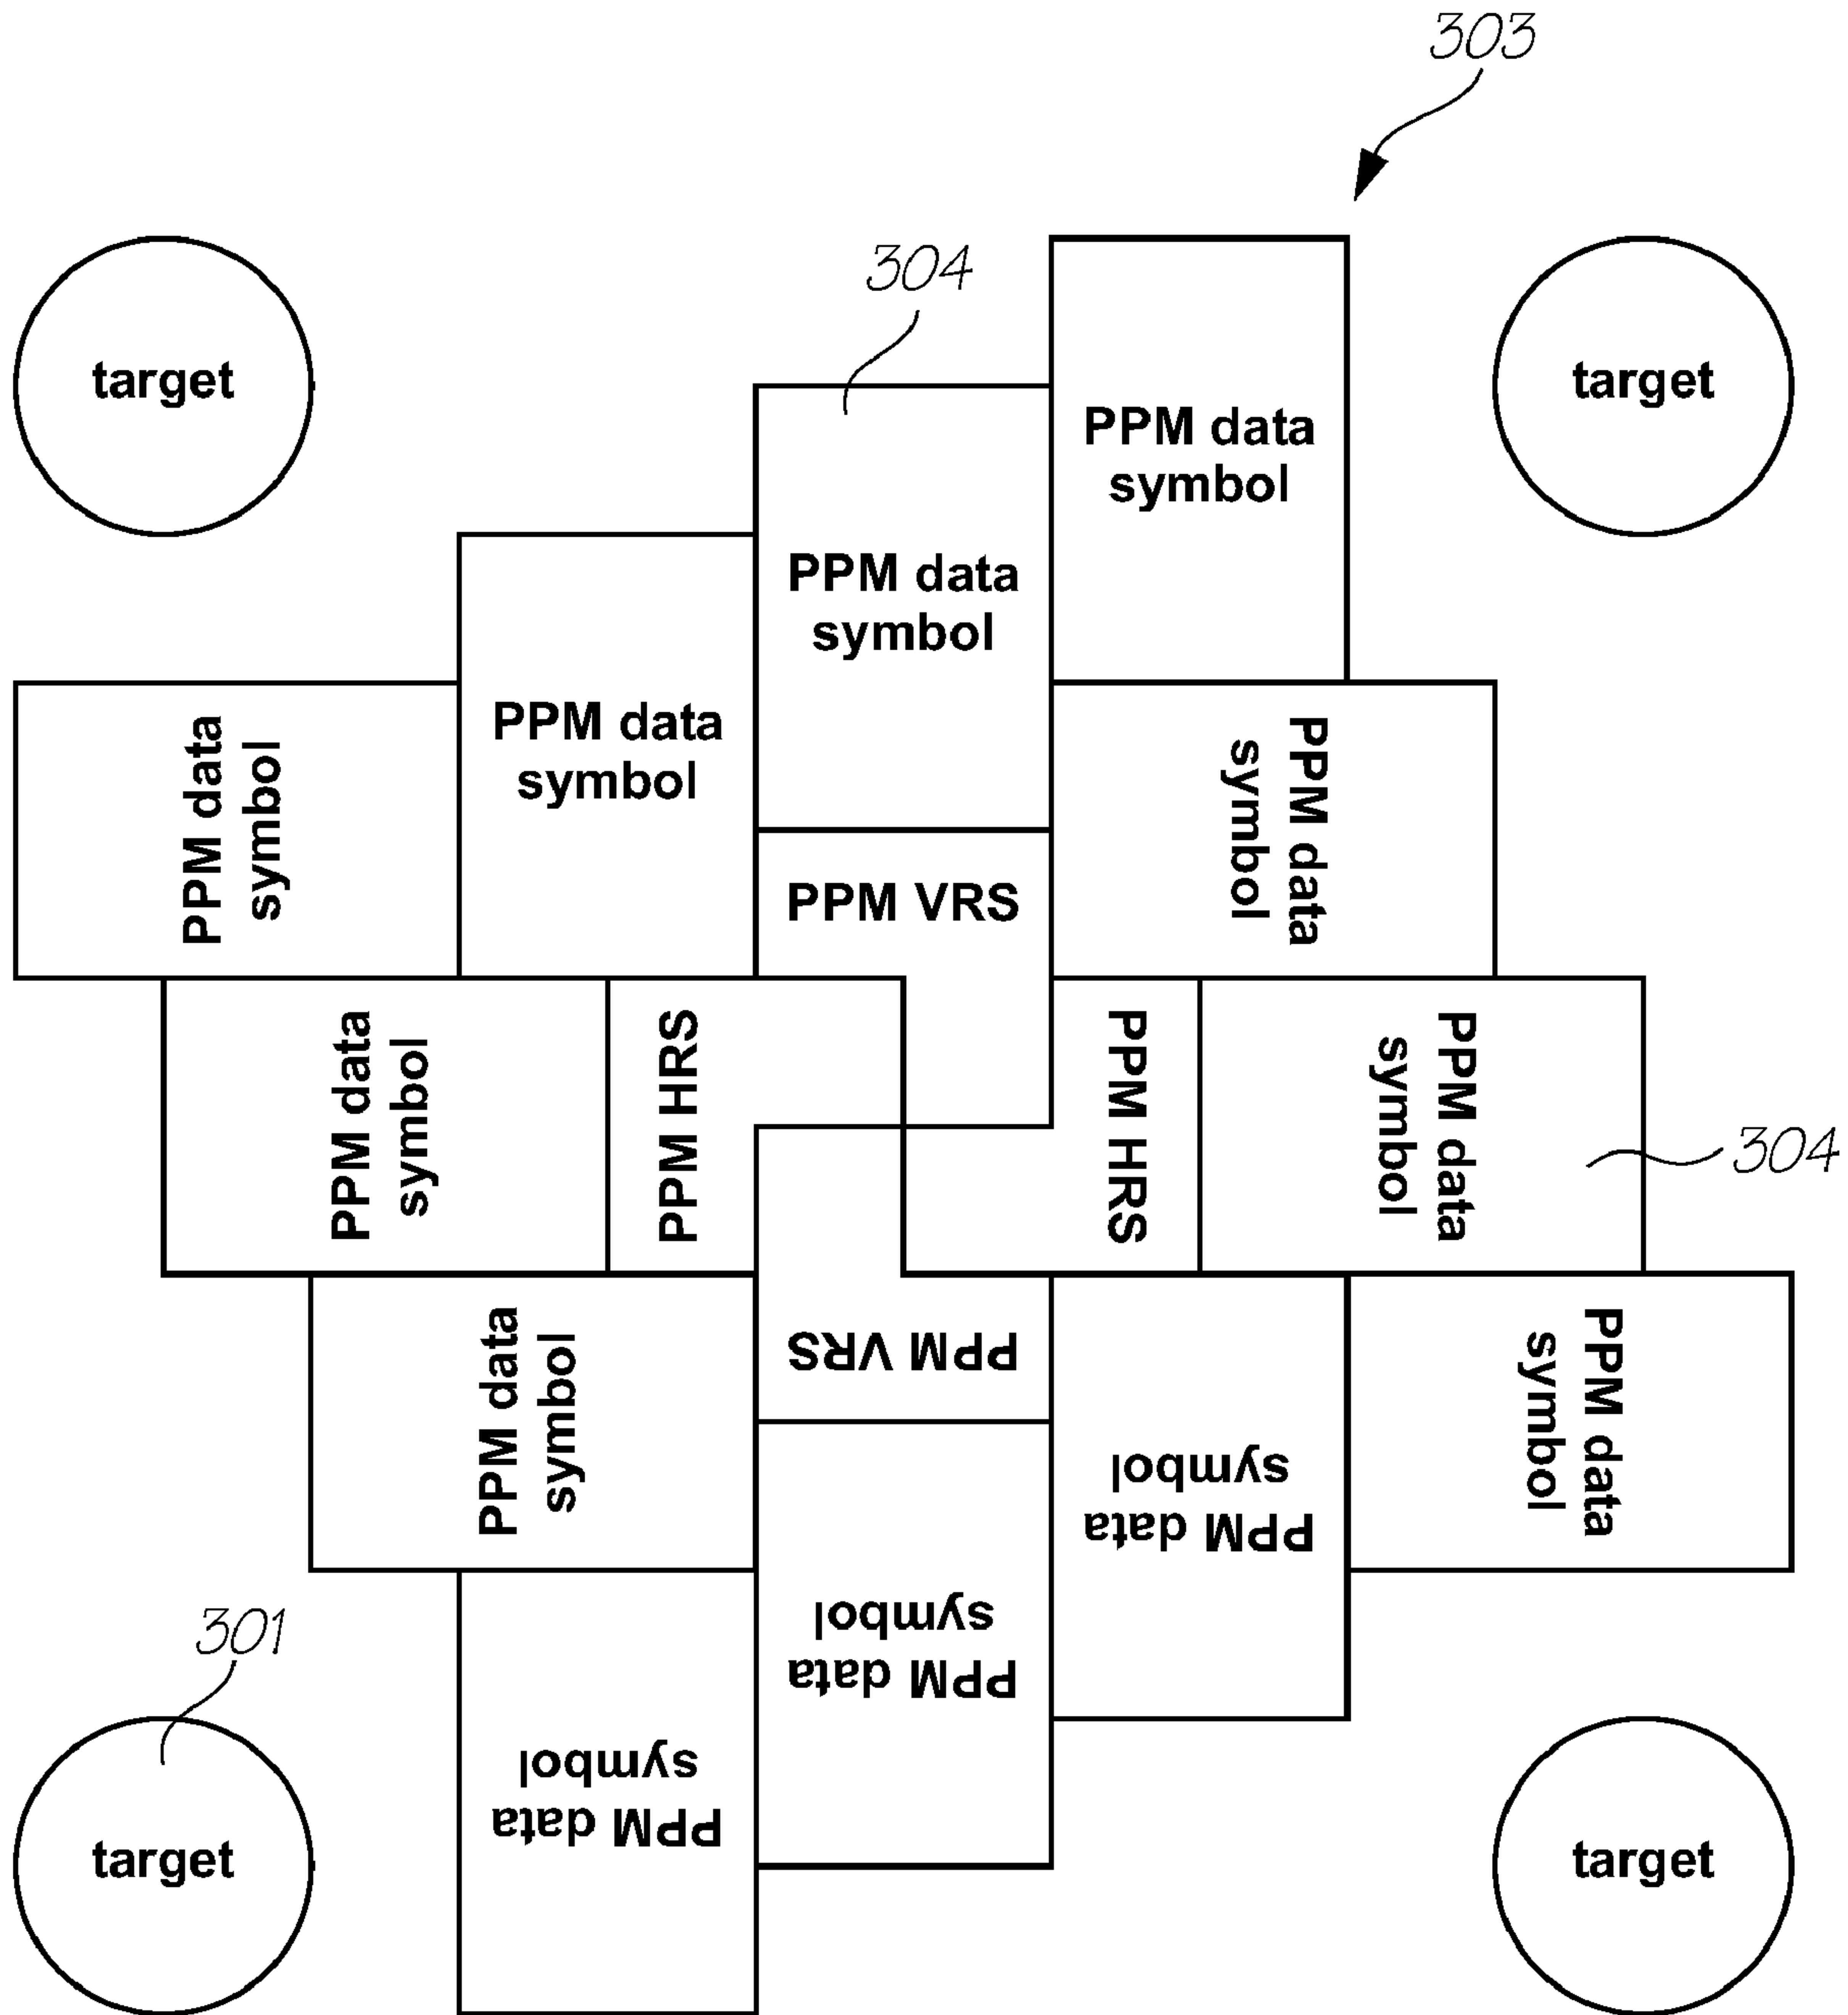 303
304
target
target
PPM data
symbol
PPM data
symbol
PPM data
symbol
PPM data
symbol
PPM data
symbol
PPM VRS
PPM data
symbol
PPM HRS
PPM HRS
PPM data
symbol
304
PPM data
symbol
PPM VRS
PPM data
symbol
PPM data
symbol
PPM data
symbol
PPM data
symbol
301
target
target